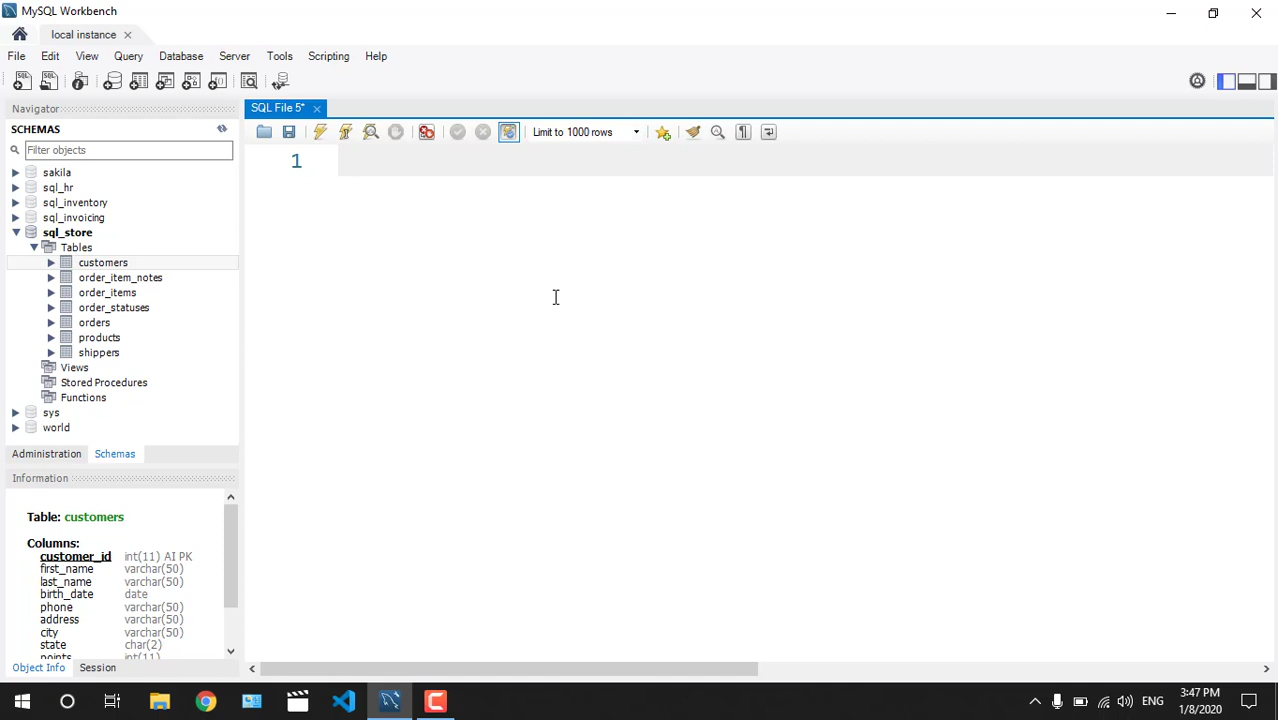 MySQL Workbench
local instance
File Edit View Query Database Server Tools Scripting Help
Navigator
SQL File 5*
SCHEMAS
Limit to 1000 rows
Filter objects
1
sakila
sql_hr
sql_inventory
sql_invoicing
sql_store
Tables
customers
order_item_notes
order_items
order_statuses
orders
products
shippers
Views
Stored Procedures
Functions
sys
world
Administration Schemas
Information
Table: customers
Columns:
customer_id int(11) AI PK
first_name varchar(50)
last_name varchar(50)
birth_date date
phone varchar(50)
address varchar(50)
city varchar(50)
state char(2)
points int(11)
Object Info Session
ENG
3:47 PM
1/8/2020